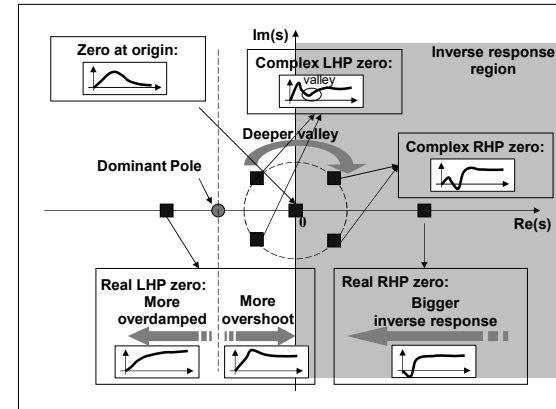 Im(s)
Zero at origin:
Complex LHP zero:
valley
Inverse response
region
Deeper valley
Complex RHP zero:
Dominant Pole
0
Re(s)
Real LHP zero:
More
overdamped
More
overshoot
Real RHP zero:
Bigger
inverse response